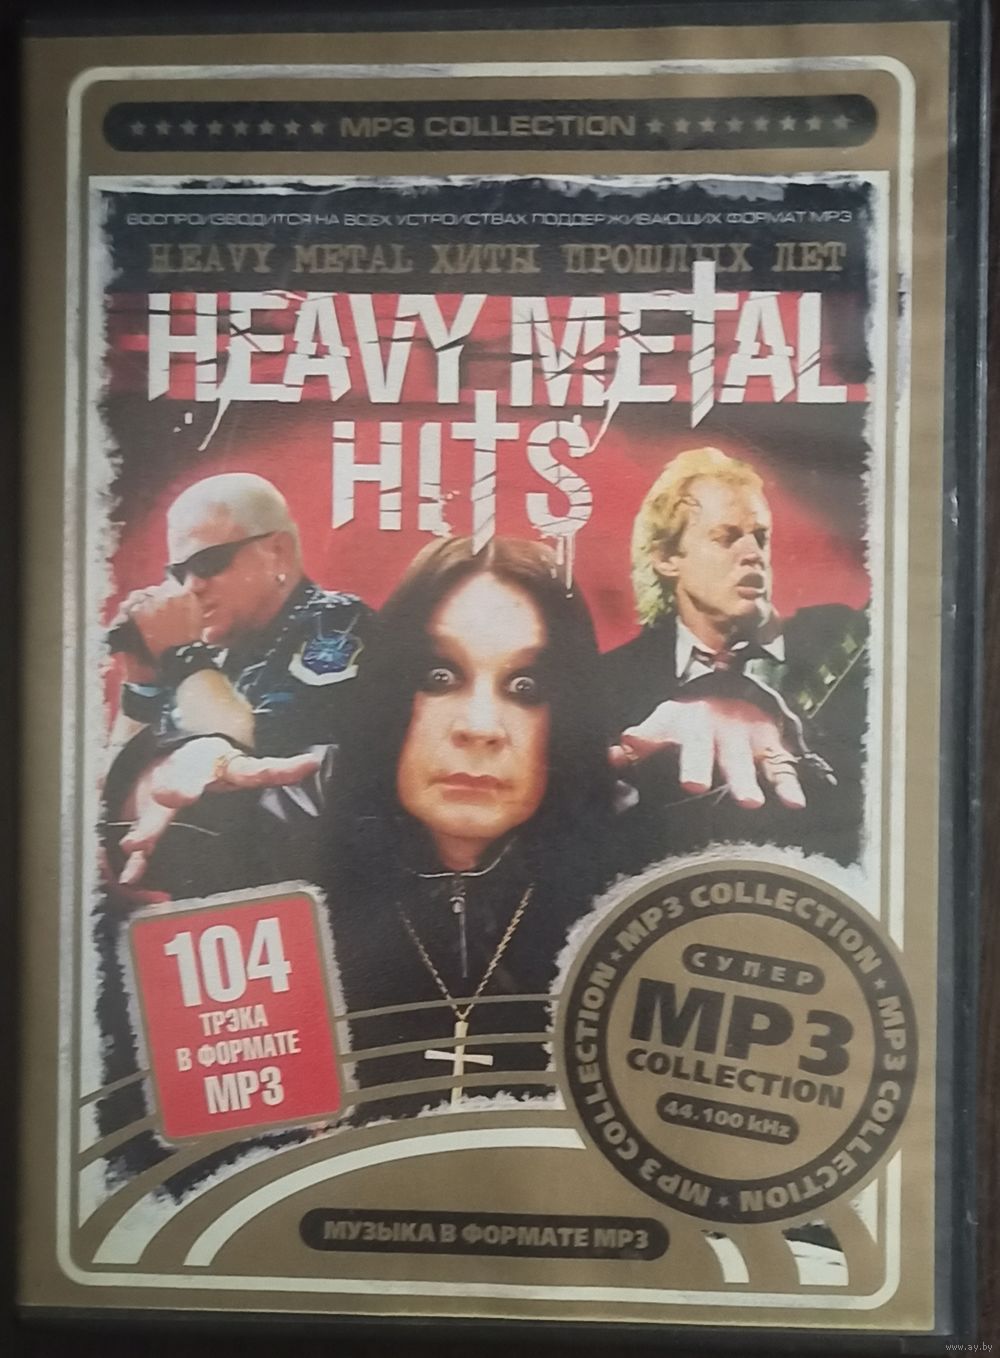 MP3 COLLECTION
ВОСПРОИЗВОДИТСЯ НА ВСЕХ УСТРОЙСТВАХ ПОДДЕРЖИВАЮЩИХ ФОРМАТ MP3
HEAVY METAL ХИТЫ ПРОШЛЫХ ЛЕТ
HEAVY METAL
HITS
104
ТРЭКА
В ФОРМАТЕ
MP3
MP3 COLLECTION ★ MP3 COLLECTION ★ MP3 COLLECTION ★
СУПЕР
MP3
COLLECTION
44.100 kHz
МУЗЫКА В ФОРМАТЕ MP3
www.ay.by